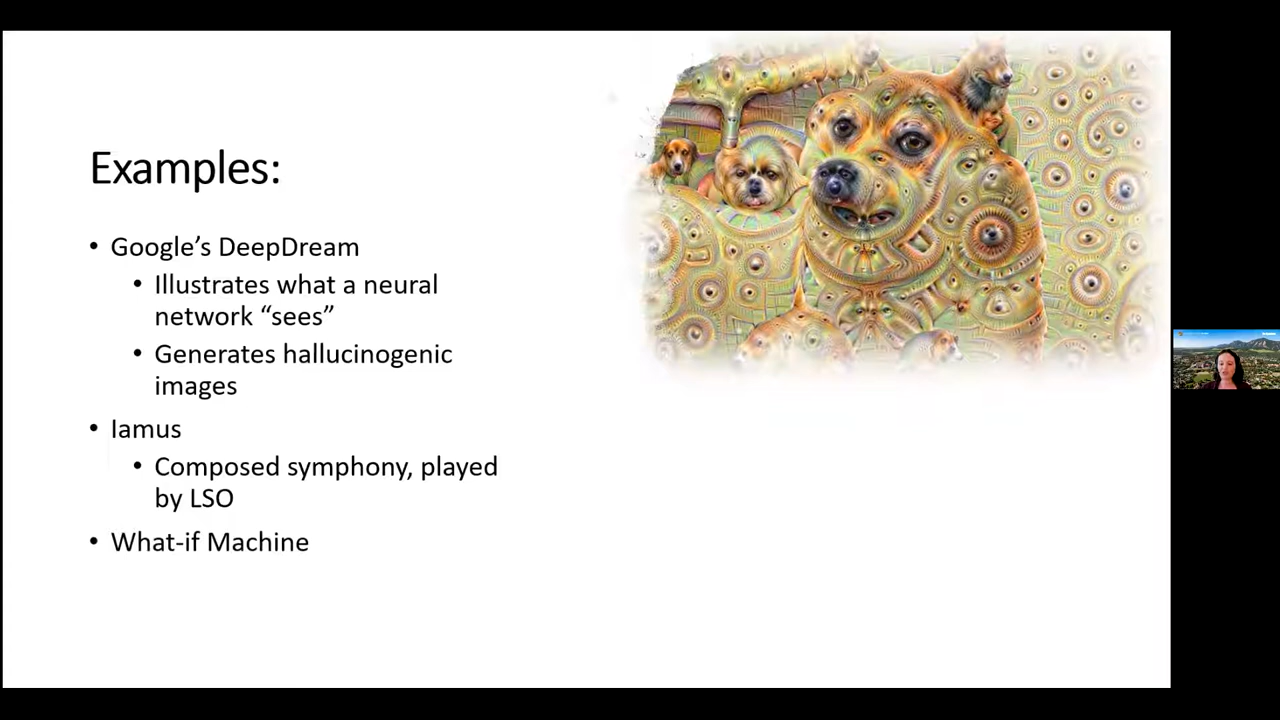 Examples:
• Google’s DeepDream
• Illustrates what a neural
network “sees”
• Generates hallucinogenic
images
• Iamus
• Composed symphony, played
by LSO
• What-if Machine